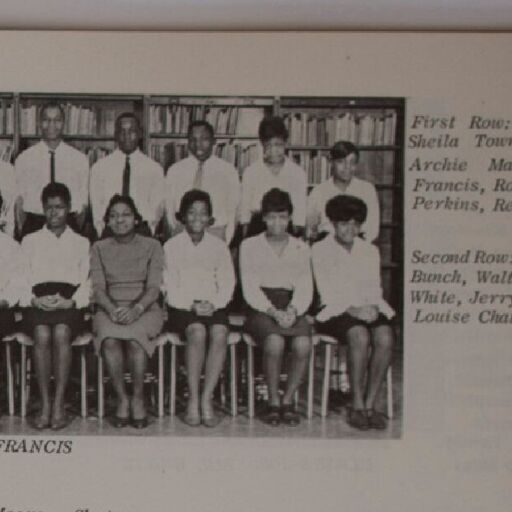 First Row:
Sheila Town
Archie Ma
Francis, Ro
Perkins, Re
Second Row:
Bunch, Walt
White, Jerry
Louise Cha
FRANCIS